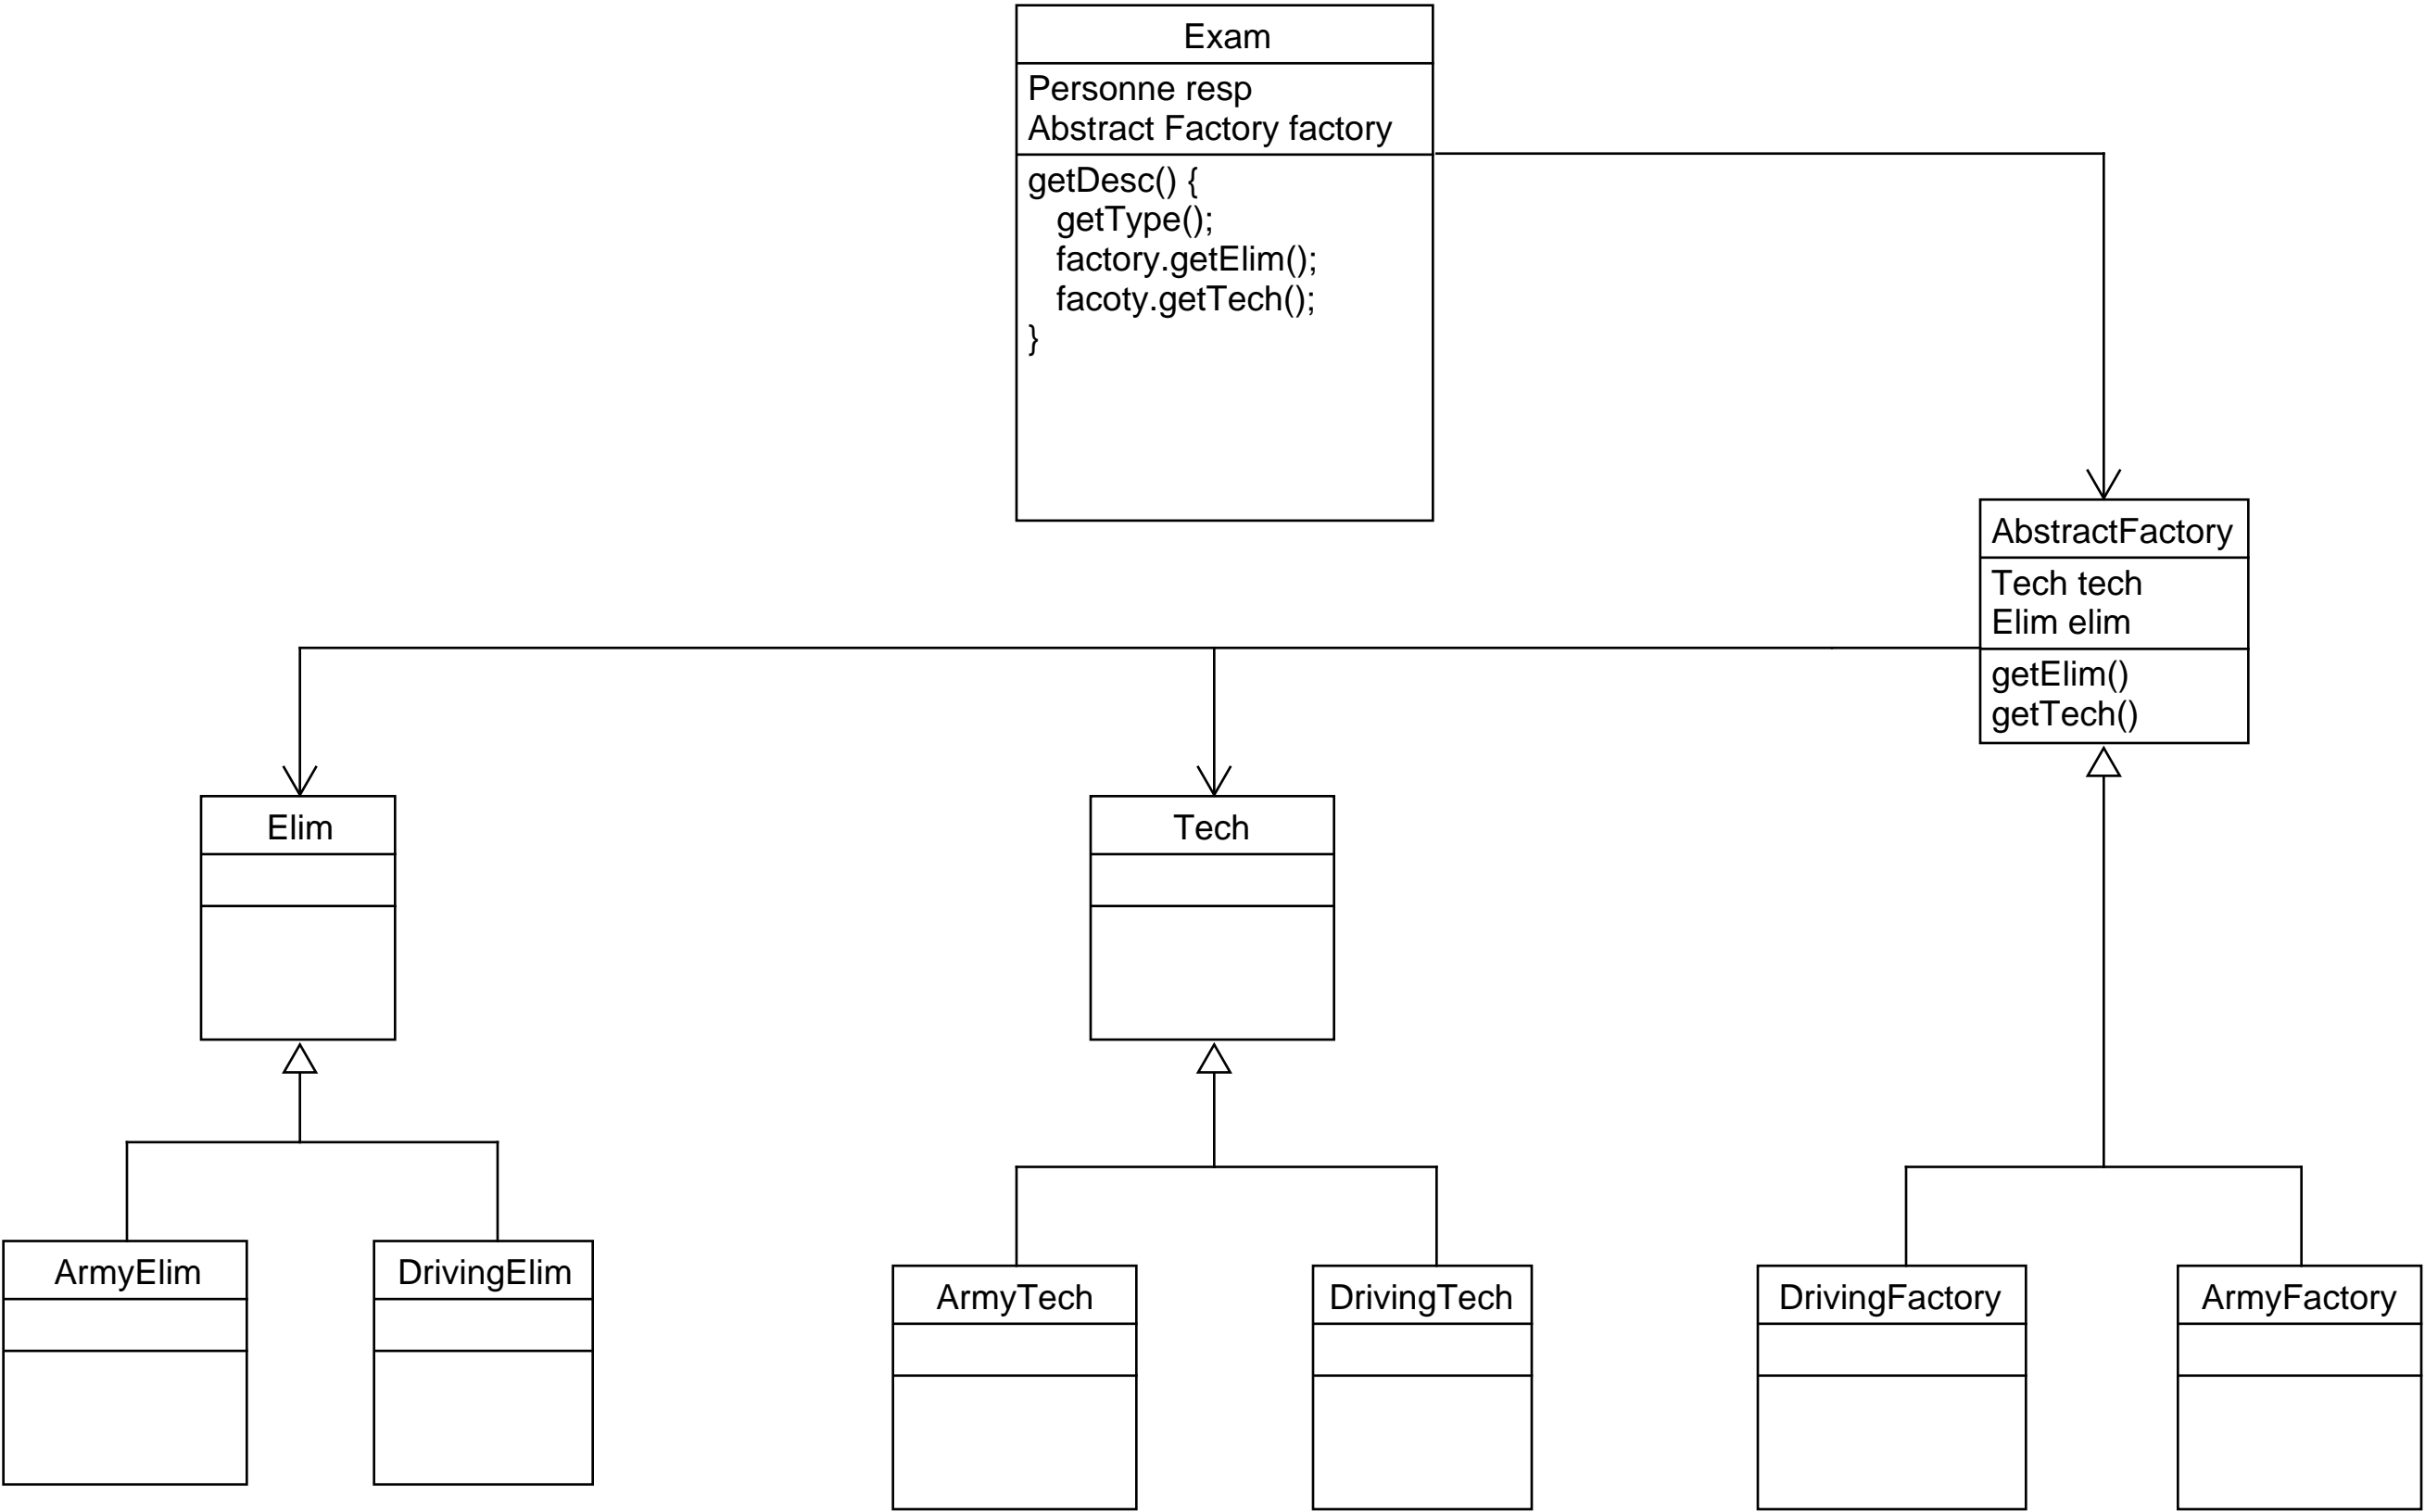 Exam
Personne resp
Abstract Factory factory
getDesc() {
getType();
factory.getElim();
facoty.getTech();
}
AbstractFactory
Tech tech
Elim elim
getElim()
getTech()
Elim
Tech
ArmyElim
DrivingElim
ArmyTech
DrivingTech
DrivingFactory
ArmyFactory